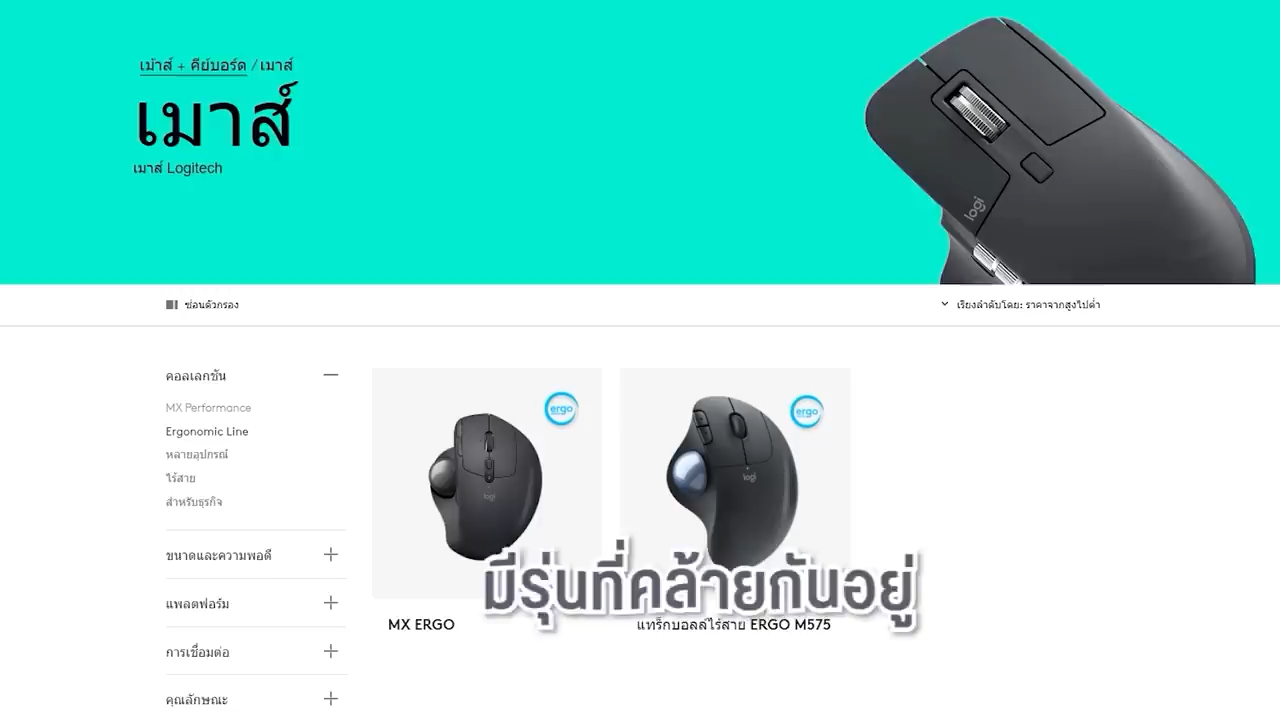 เม้าส์ + คีย์บอร์ด / เมาส์
เมาส์
เมาส์ Logitech
logi
ซ่อนตัวกรอง
เรียงลำดับโดย: ราคาจากสูงไปต่ำ
คอลเลกชัน
MX Performance
Ergonomic Line
หลายอุปกรณ์
ไร้สาย
สำหรับธุรกิจ
ขนาดและความพอดี
แพลตฟอร์ม
การเชื่อมต่อ
คุณลักษณะ
ergo
logi
ergo
logi
มีรุ่นที่คล้ายกันอยู่
MX ERGO
แทร็กบอลล์ไร้สาย ERGO M575